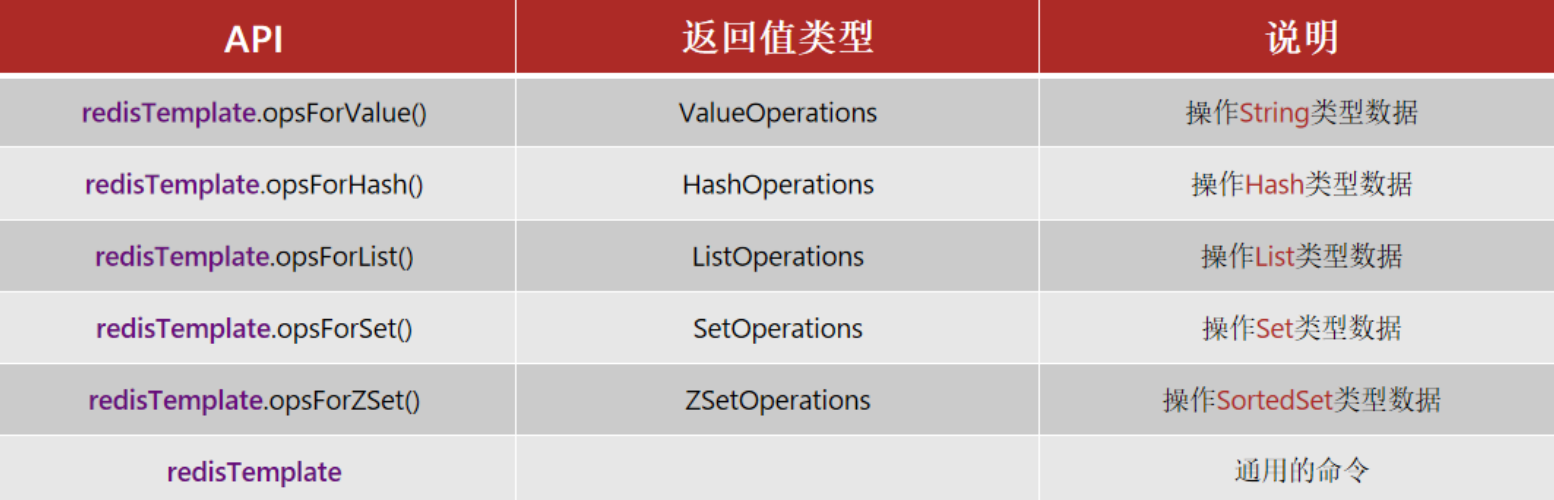 API 返回值类型 说明
redisTemplate.opsForValue() ValueOperations 操作String类型数据
redisTemplate.opsForHash() HashOperations 操作Hash类型数据
redisTemplate.opsForList() ListOperations 操作List类型数据
redisTemplate.opsForSet() SetOperations 操作Set类型数据
redisTemplate.opsForZSet() ZSetOperations 操作SortedSet类型数据
redisTemplate 通用的命令